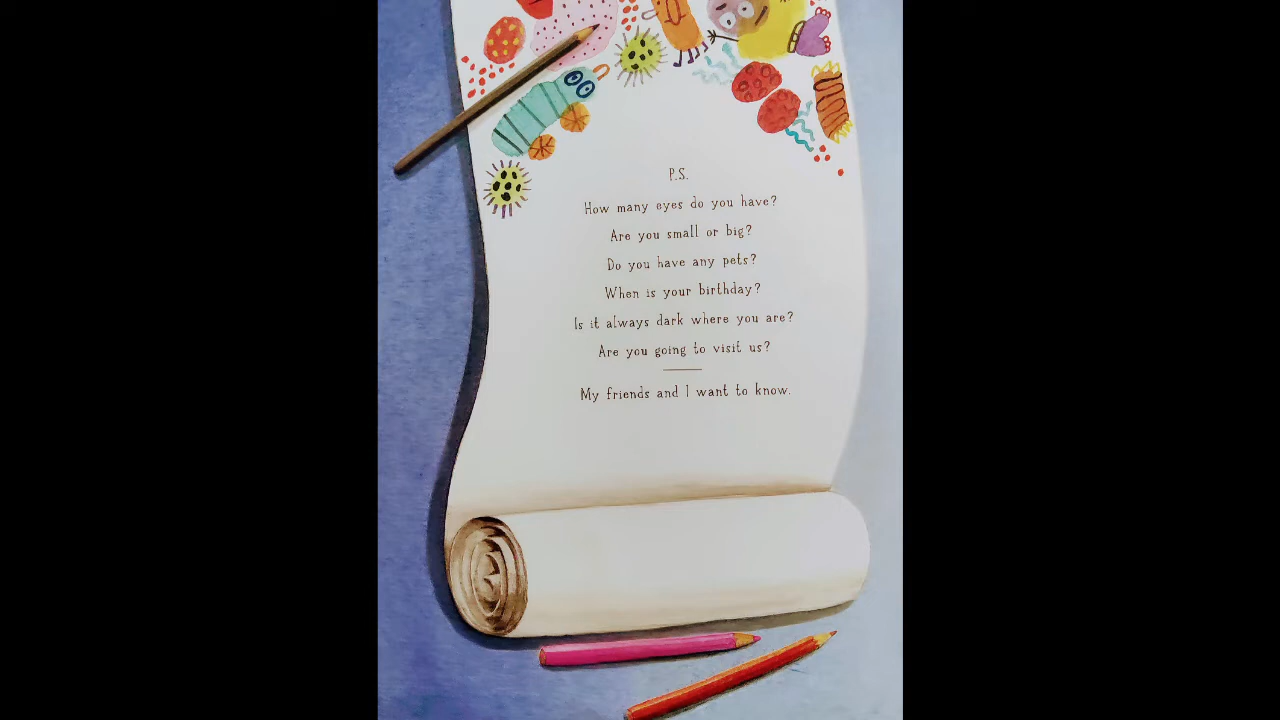 P.S.
How many eyes do you have?
Are you small or big?
Do you have any pets?
When is your birthday?
Is it always dark where you are?
Are you going to visit us?
My friends and I want to know.